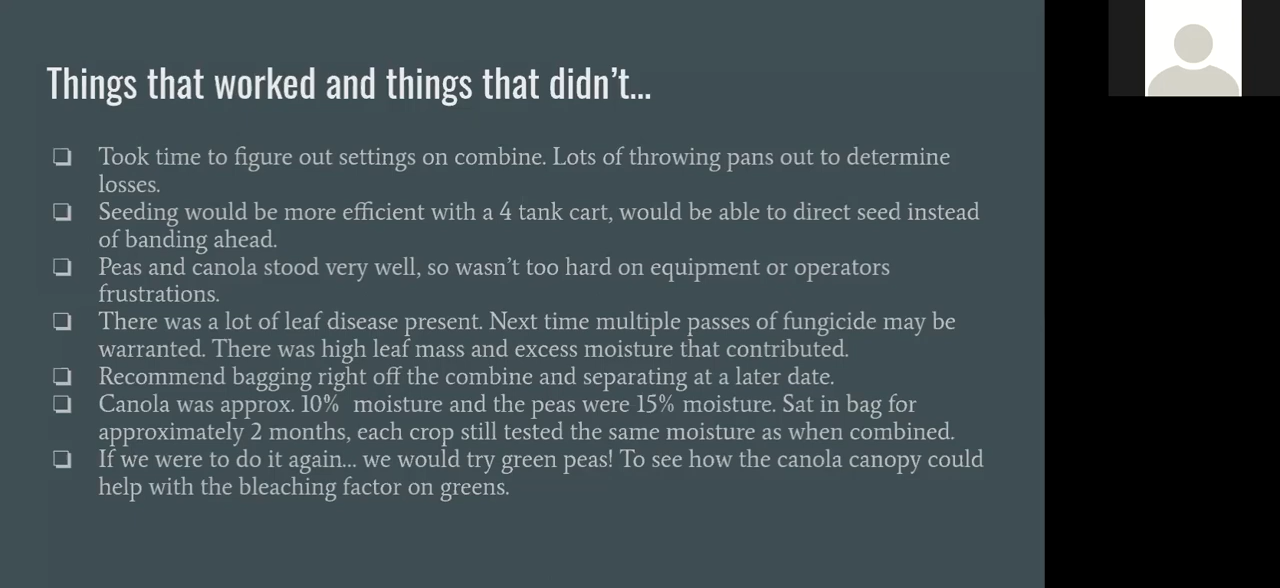 Things that worked and things that didn't...
❏ Took time to figure out settings on combine. Lots of throwing pans out to determine
losses.
❏ Seeding would be more efficient with a 4 tank cart, would be able to direct seed instead
of banding ahead.
❏ Peas and canola stood very well, so wasn't too hard on equipment or operators
frustrations.
❏ There was a lot of leaf disease present. Next time multiple passes of fungicide may be
warranted. There was high leaf mass and excess moisture that contributed.
❏ Recommend bagging right off the combine and separating at a later date.
❏ Canola was approx. 10%  moisture and the peas were 15% moisture. Sat in bag for
approximately 2 months, each crop still tested the same moisture as when combined.
❏ If we were to do it again... we would try green peas! To see how the canola canopy could
help with the bleaching factor on greens.